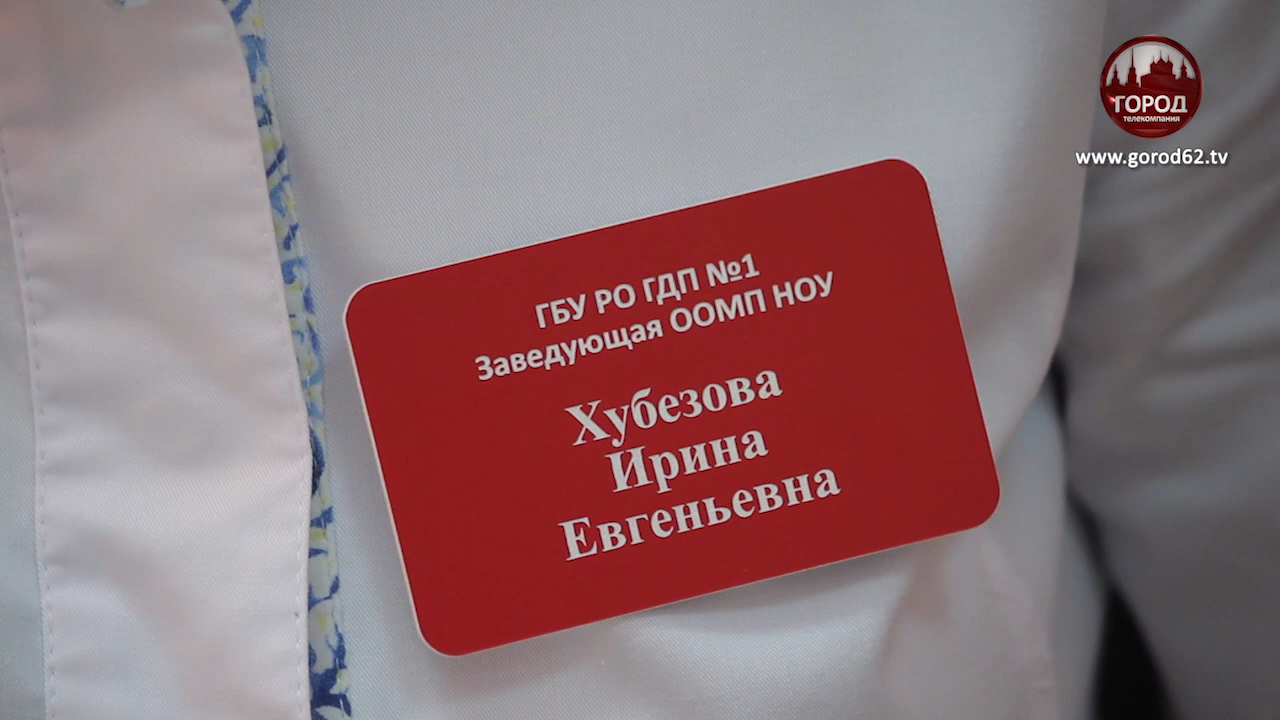 ГОРОД
телекомпания
www.gorod62.tv
ГБУ РО ГДП №1
Заведующая ООМП НОУ
Хубезова
Ирина
Евгеньевна